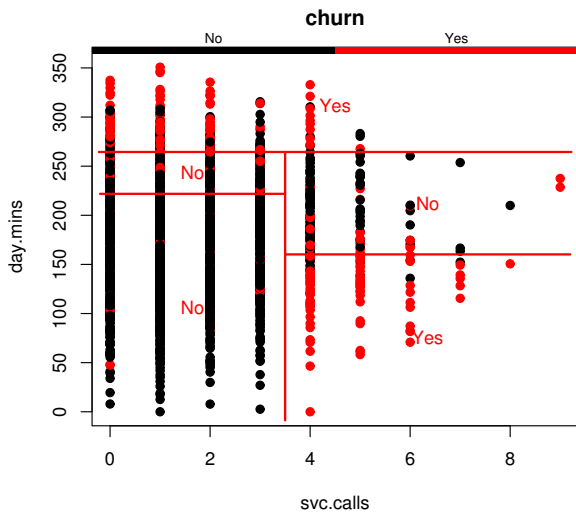 churn
No Yes
350
300
250
200
150
100
50
0
day.mins
Yes
No
No
No
Yes
0 2 4 6 8
svc.calls